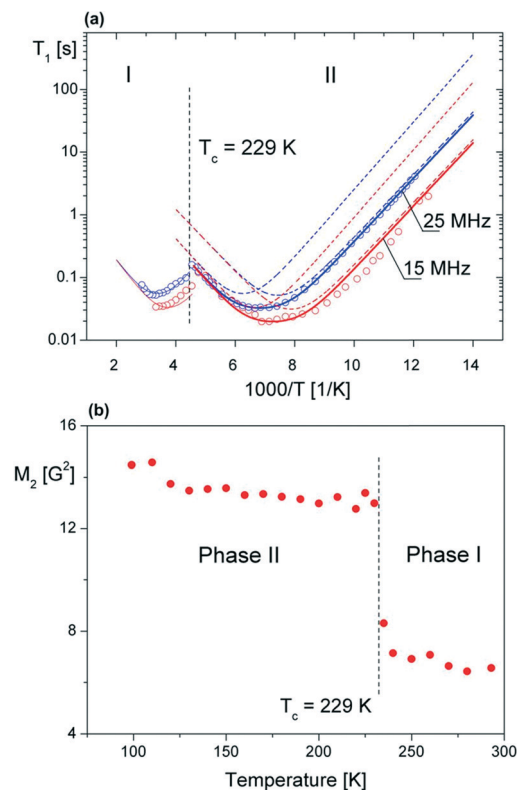 (a)
T₁ [s]
I
II
100
10
1
0.1
0.01
T_c = 229 K
25 MHz
15 MHz
2 4 6 8 10 12 14
1000/T [1/K]
(b)
16
M₂ [G²]
12
8
4
Phase II
Phase I
T_c = 229 K
100 150 200 250 300
Temperature [K]